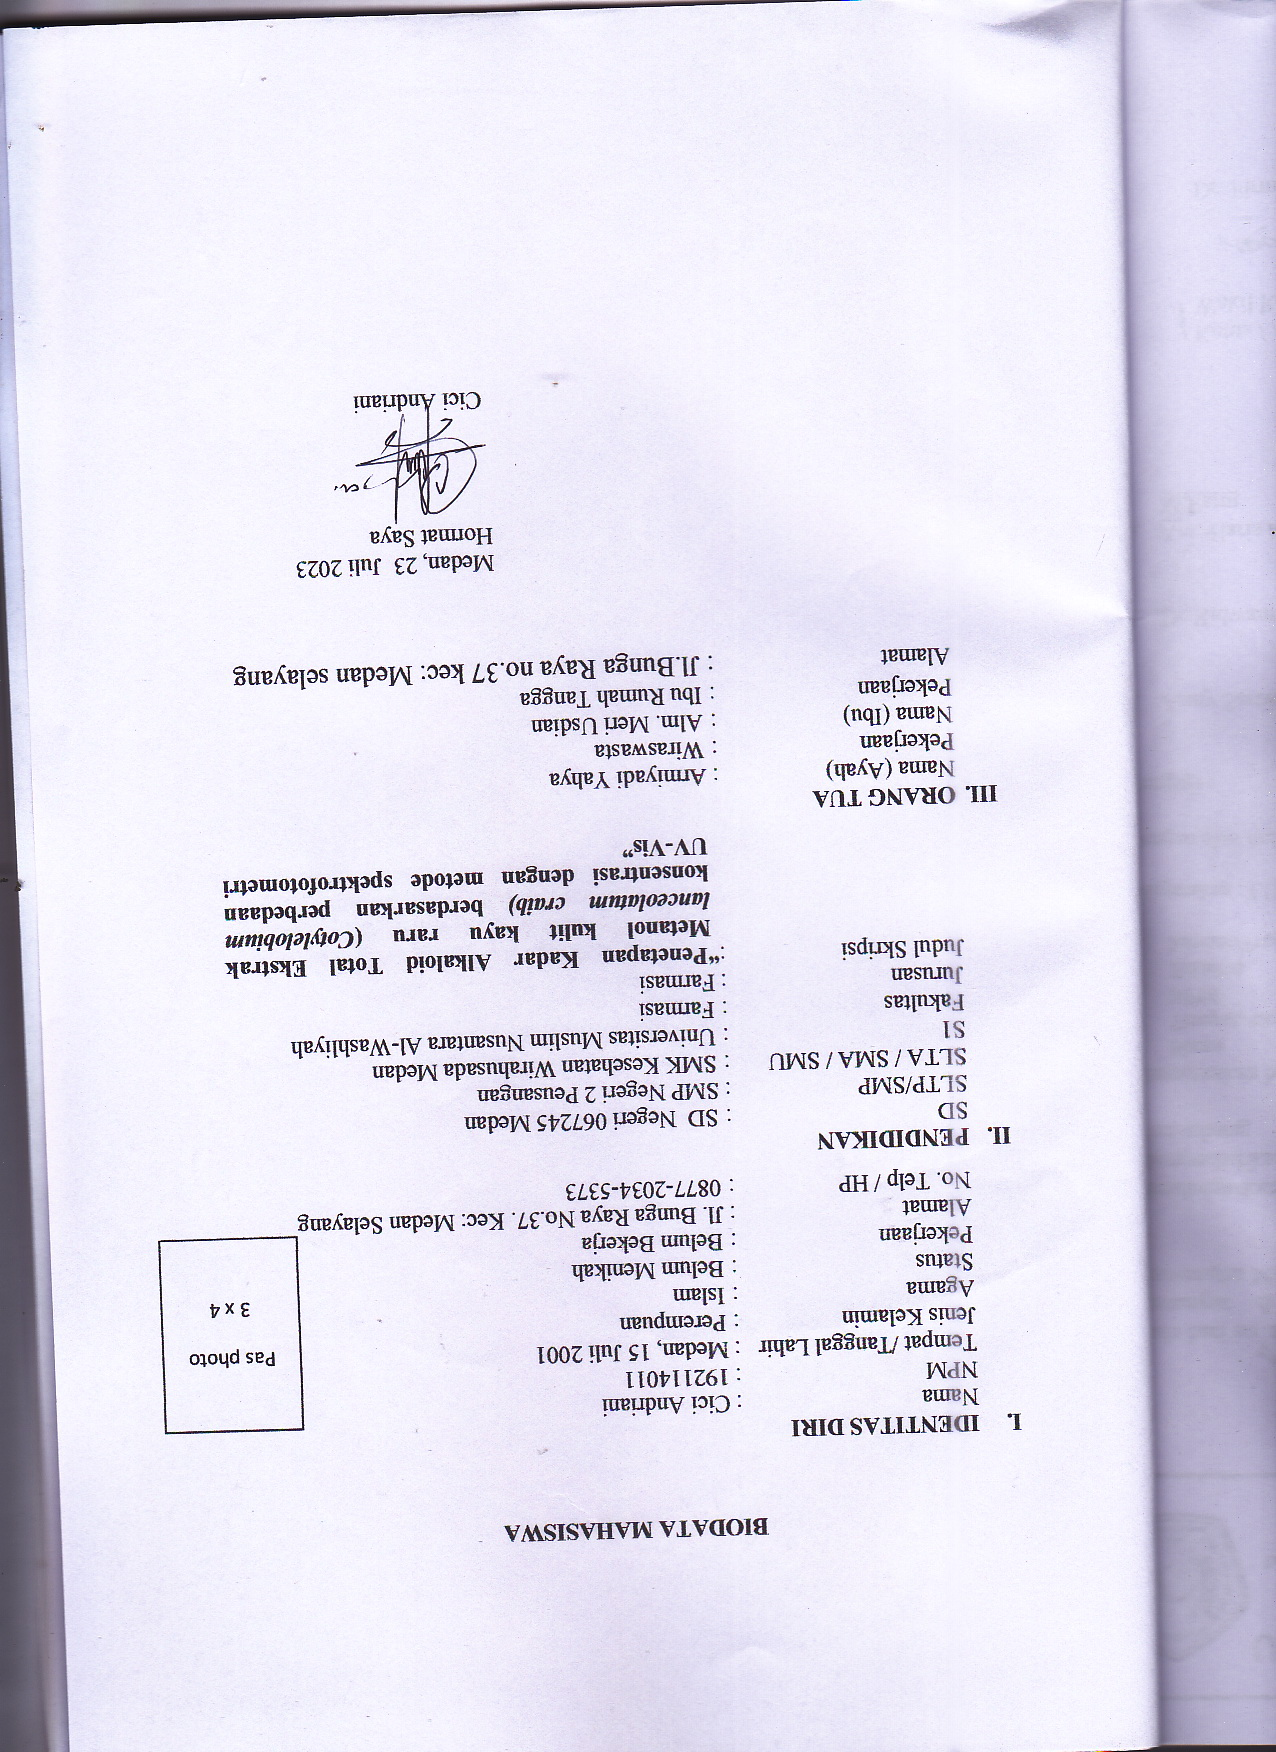 BIODATA MAHASISWA
I. IDENTITAS DIRI
Nama : Cici Andriani
NPM : 192114011
Tempat /Tanggal Lahir : Medan, 15 Juli 2001
Jenis Kelamin : Perempuan
Agama : Islam
Status : Belum Menikah
Pekerjaan : Belum Bekerja
Alamat : Jl. Bunga Raya No.37. Kec: Medan Selayang
No. Telp / HP : 0877-2034-5373
Pas photo
3 x 4
II. PENDIDIKAN
SD : SD Negeri 067245 Medan
SLTP/SMP : SMP Negeri 2 Peusangan
SLTA / SMA / SMU : SMK Kesehatan Wirahusada Medan
S1 : Universitas Muslim Nusantara Al-Washliyah
Fakultas : Farmasi
Jurusan : Farmasi
Judul Skripsi :“Penetapan Kadar Alkaloid Total Ekstrak
Metanol kulit kayu raru (Cotylelobium
lanceolatum craib) berdasarkan perbedaan
konsentrasi dengan metode spektrofotometri
UV-Vis”
III. ORANG TUA
Nama (Ayah) : Armiyadi Yahya
Pekerjaan : Wiraswasta
Nama (Ibu) : Alm. Meri Usdian
Pekerjaan : Ibu Rumah Tangga
Alamat : Jl.Bunga Raya no.37 kec: Medan selayang
Medan, 23 Juli 2023
Hormat Saya
Cici Andriani